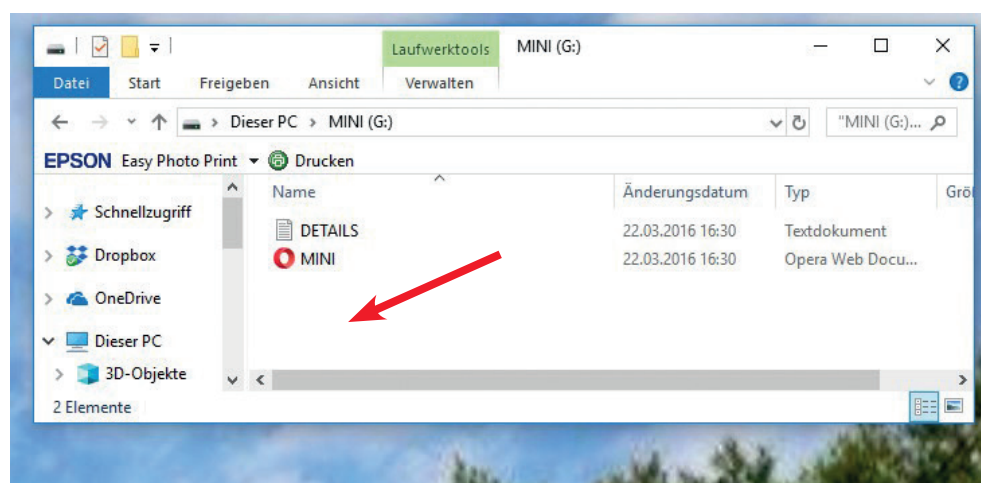 Laufwerktools MINI (G:)
Datei Start Freigeben Ansicht Verwalten
Dieser PC > MINI (G:) "MINI (G:)...
EPSON Easy Photo Print Drucken
Name Änderungsdatum Typ Größ
Schnellzugriff
DETAILS 22.03.2016 16:30 Textdokument
Dropbox
MINI 22.03.2016 16:30 Opera Web Docu...
OneDrive
Dieser PC
3D-Objekte
2 Elemente